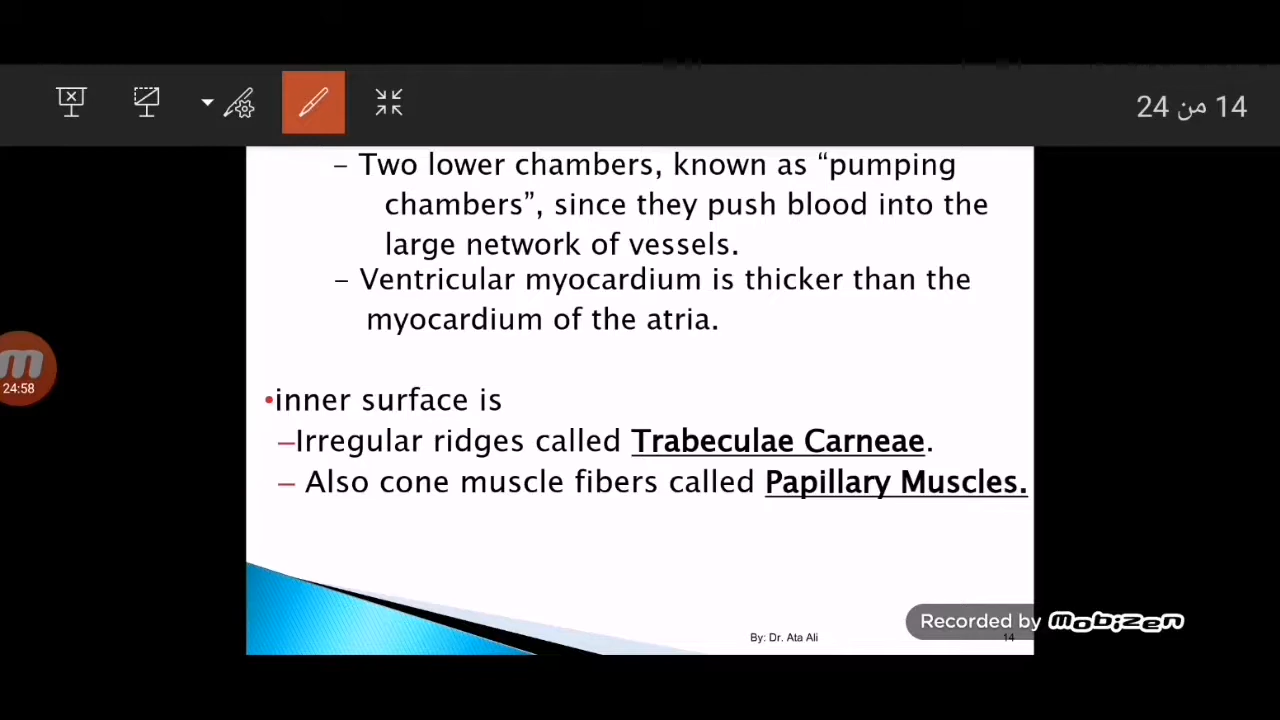 14 من 24
– Two lower chambers, known as “pumping
chambers”, since they push blood into the
large network of vessels.
– Ventricular myocardium is thicker than the
myocardium of the atria.
•inner surface is
–Irregular ridges called Trabeculae Carneae.
– Also cone muscle fibers called Papillary Muscles.
24:58
Recorded by mobizen
By: Dr. Ata Ali
14